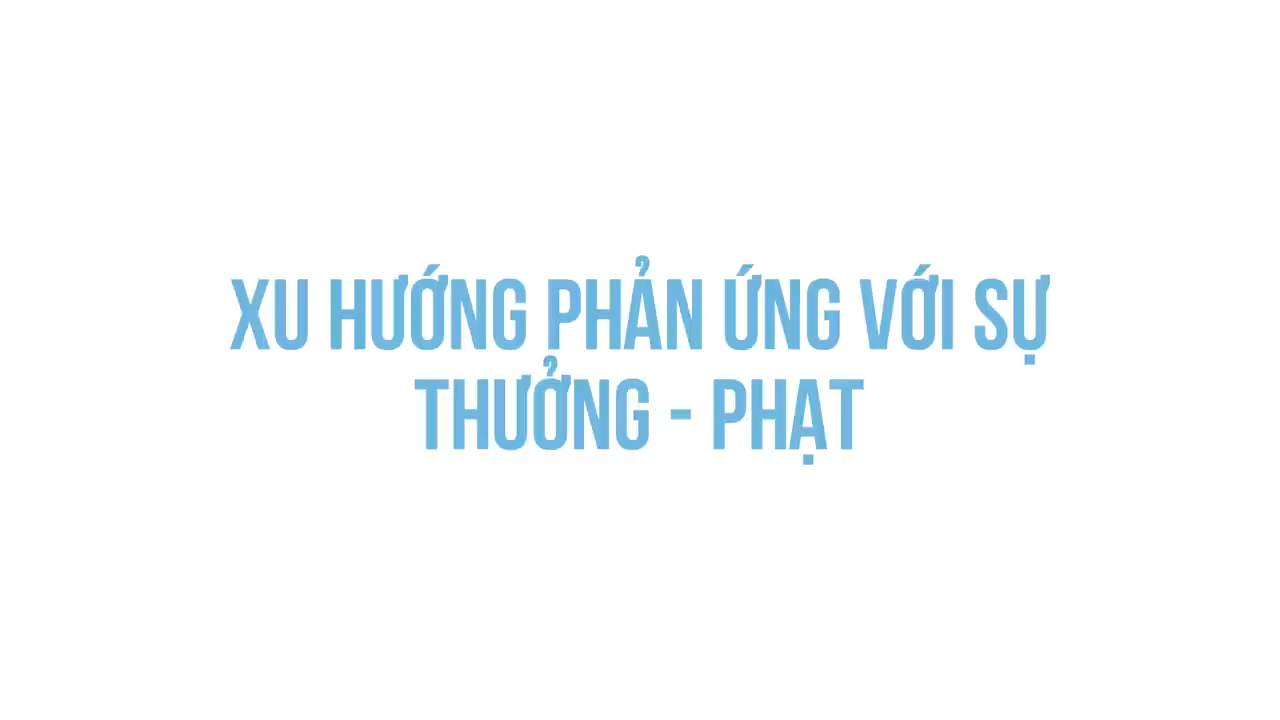 XU HƯỚNG PHẢN ỨNG VỚI SỰ
THƯỞNG - PHẠT